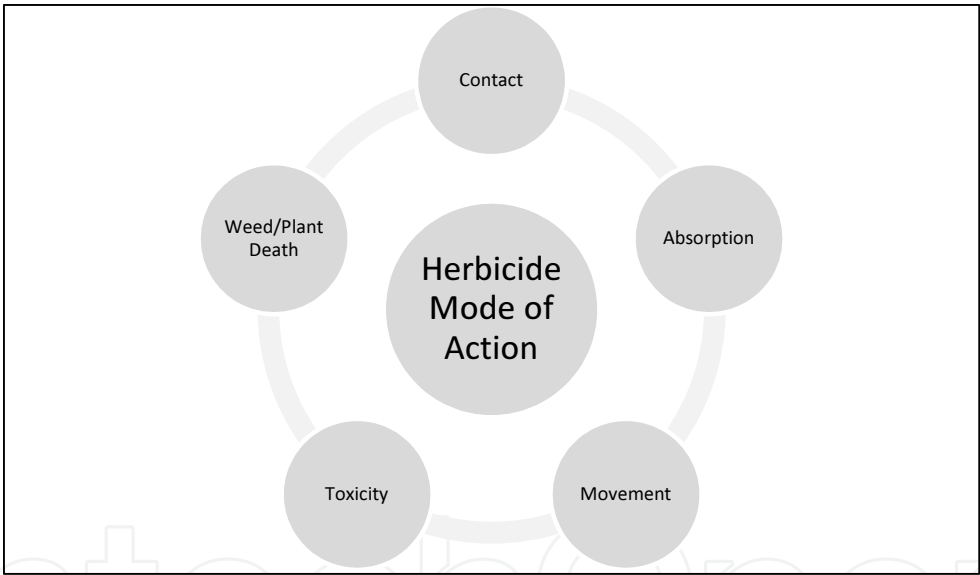 Contact
Absorption
Movement
Toxicity
Weed/Plant
Death
Herbicide
Mode of
Action